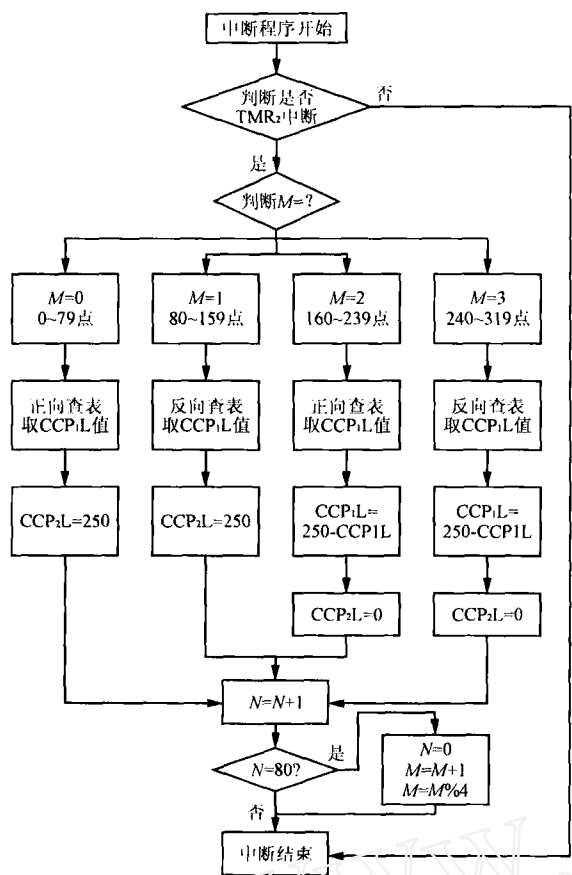 中断程序开始
判断是否
TMR₂中断
否
是
判断M=?
M=0
0~79点
M=1
80~159点
M=2
160~239点
M=3
240~319点
正向查表
取CCP₁L值
反向查表
取CCP₁L值
正向查表
取CCP₁L值
反向查表
取CCP₁L值
CCP₂L=250
CCP₂L=250
CCP₁L=
250-CCP1L
CCP₁L=
250-CCP1L
CCP₂L=0
CCP₂L=0
N=N+1
是
N=80?
N=0
M=M+1
M=M%4
否
中断结束